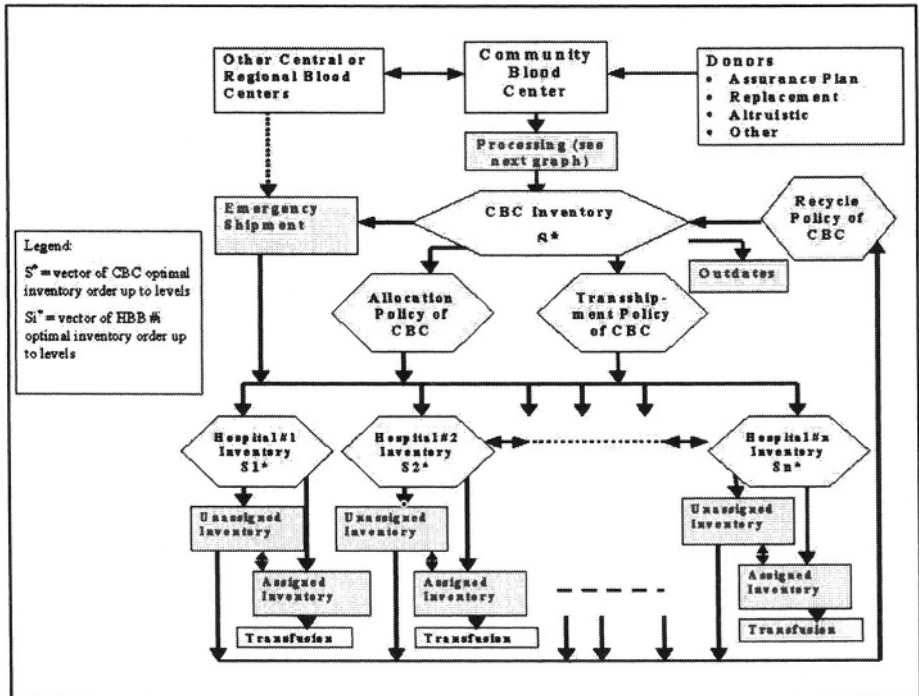 Other Central or
Regional Blood
Centers
Community
Blood
Center
Donors
• Assurance Plan
• Replacement
• Altruistic
• Other
Processing (see
next graph)
Emergency
Shipment
CBC Inventory
S*
Recycle
Policy of
CBC
Outdates
Legend:
S* = vector of CBC optimal
inventory order up to levels
Si* = vector of HBB #i
optimal inventory order up
to levels
Allocation
Policy of
CBC
Transship-
ment Policy
of CBC
Hospital#1
Inventory
S1*
Hospital#2
Inventory
S2*
Hospital#n
Inventory
Sn*
Unassigned
Inventory
Unassigned
Inventory
Unassigned
Inventory
Assigned
Inventory
Assigned
Inventory
Assigned
Inventory
Transfusion
Transfusion
Transfusion